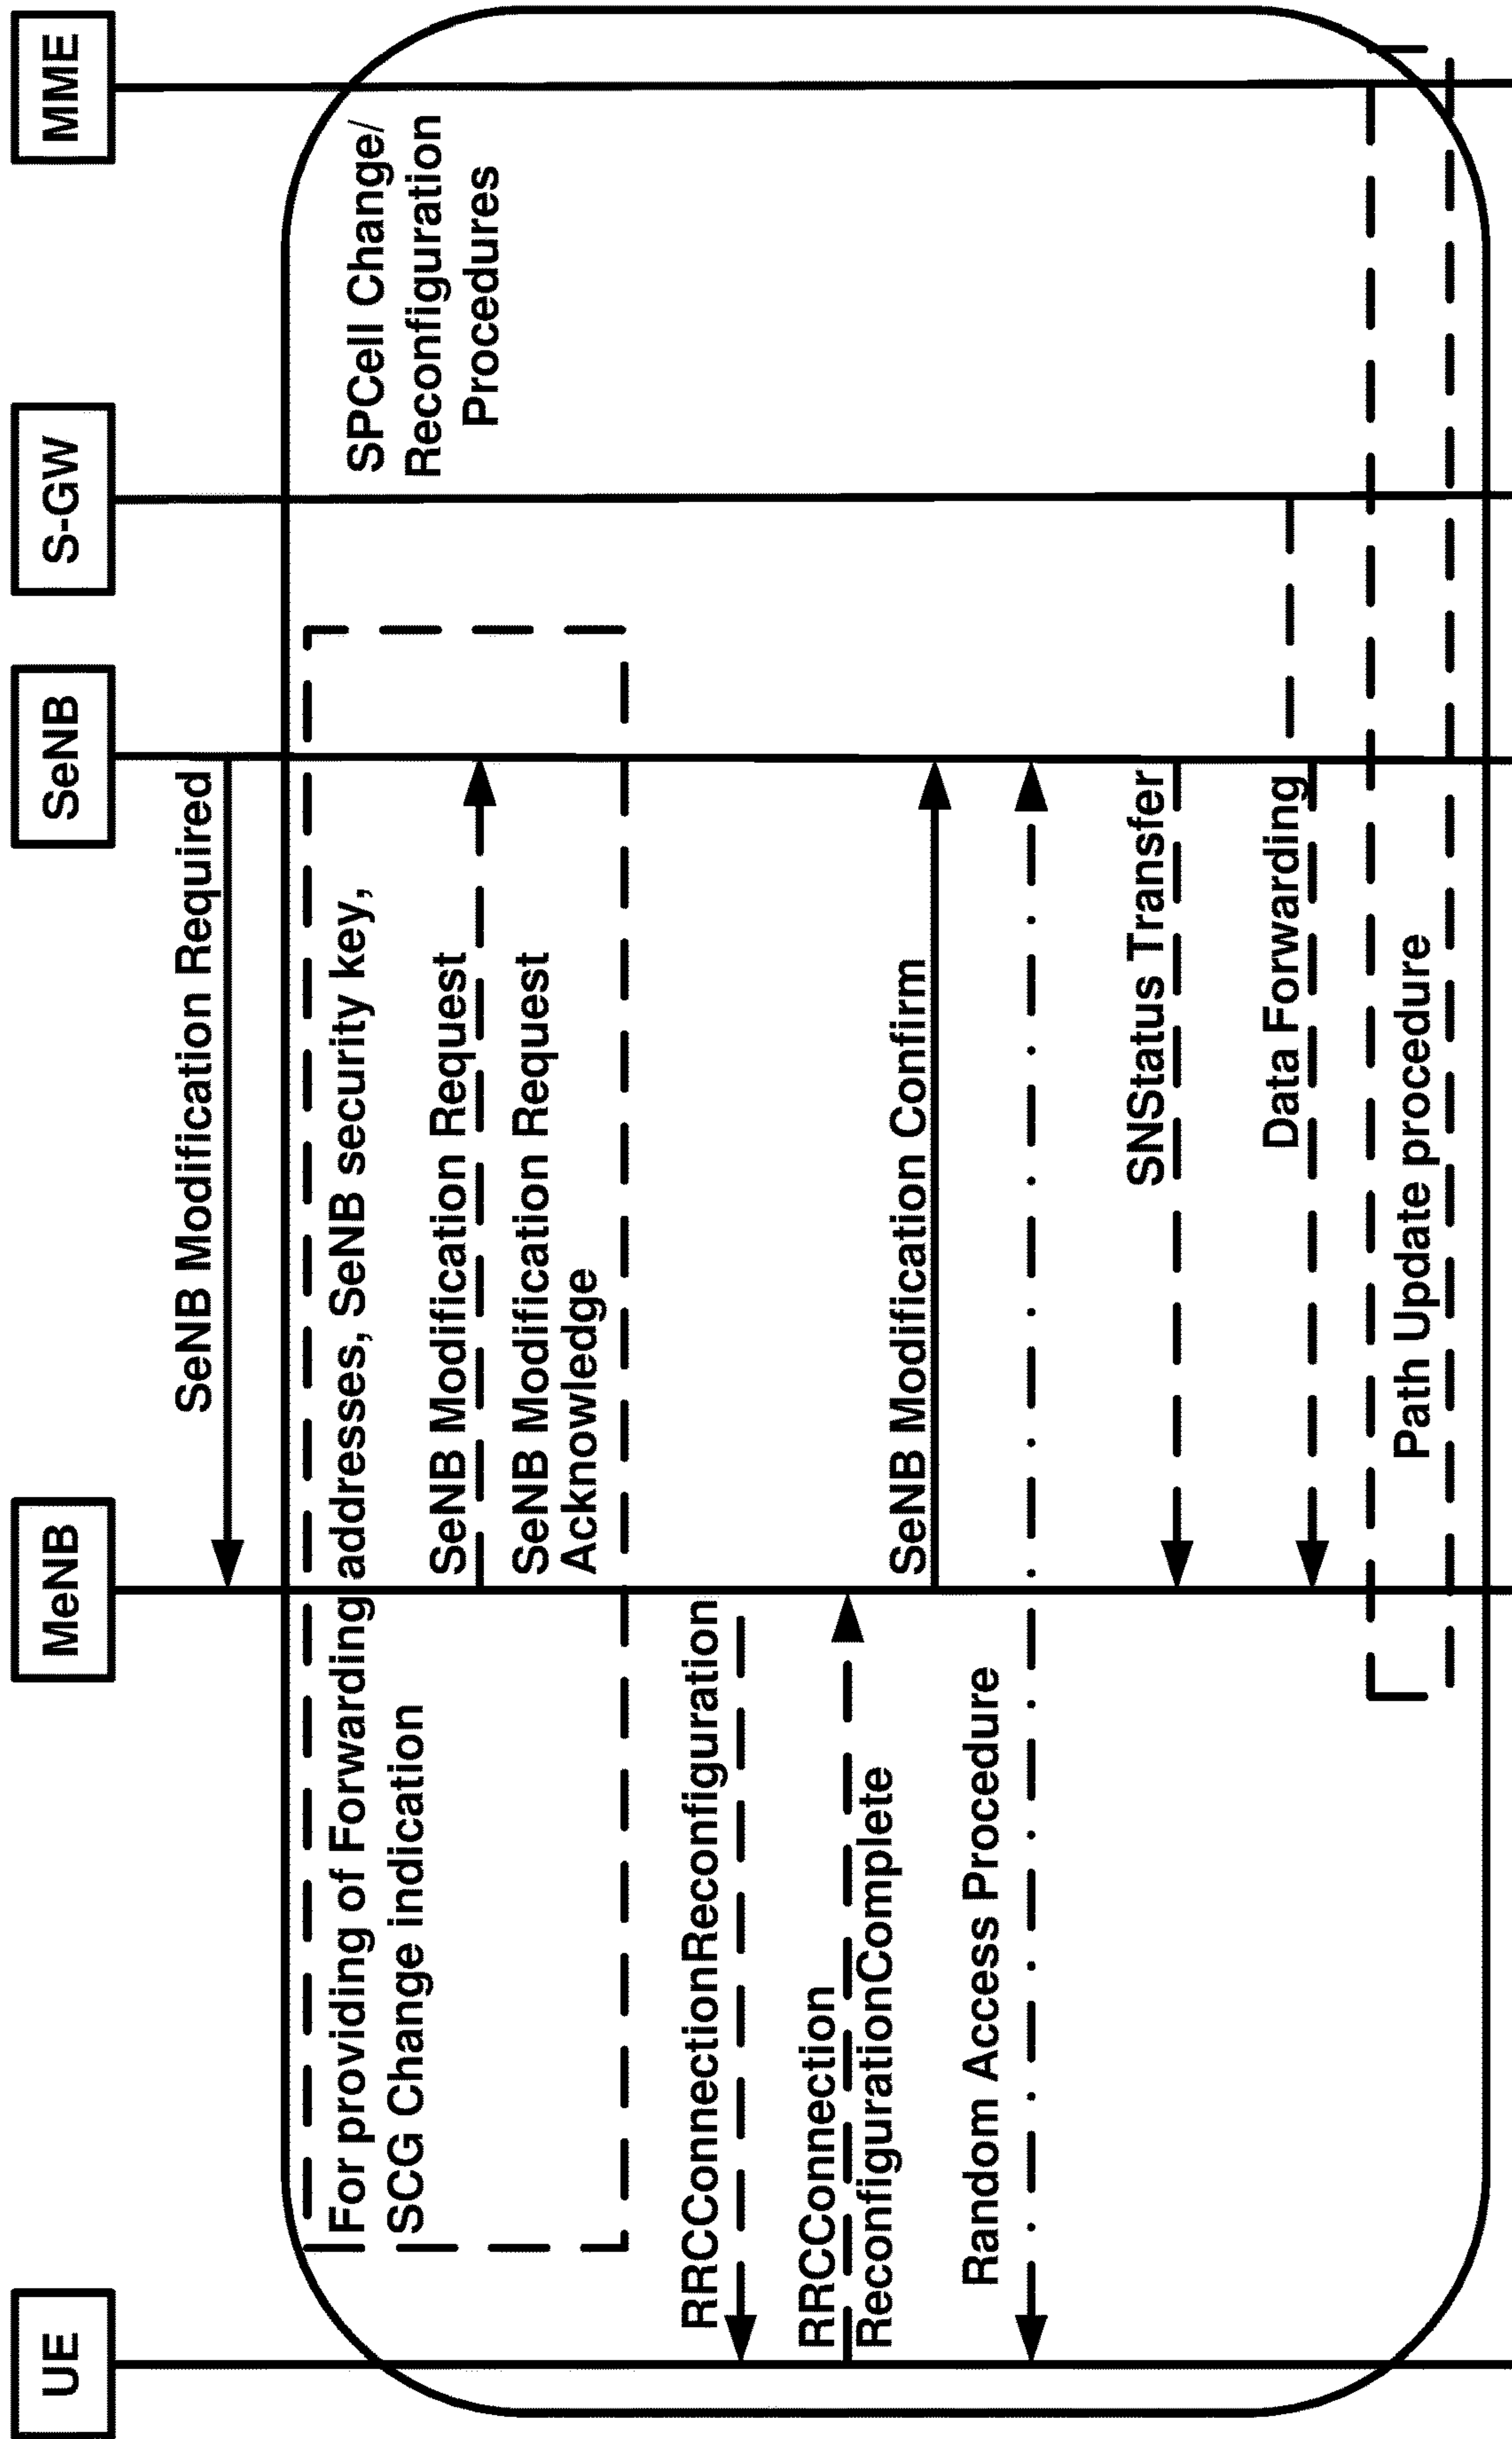 UE
MeNB
SeNB
S-GW
MME
SeNB Modification Required
For providing of Forwarding addresses, SeNB security key,
SCG Change indication
SPCell Change/
Reconfiguration
Procedures
SeNB Modification Request
SeNB Modification Request
Acknowledge
RRCConnectionReconfiguration
RRCConnection
ReconfigurationComplete
SeNB Modification Confirm
Random Access Procedure
SNStatus Transfer
Data Forwarding
Path Update procedure